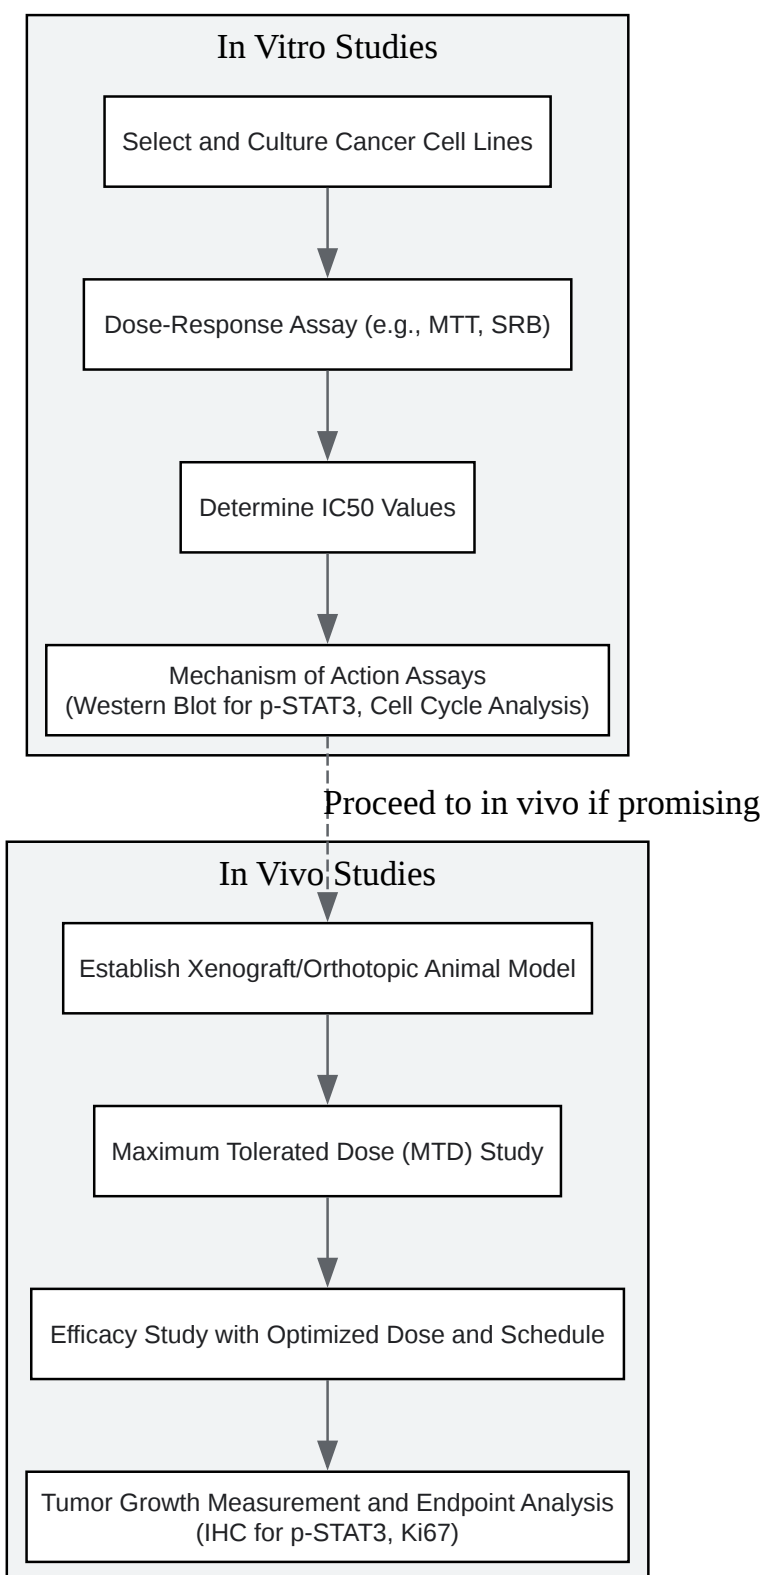 In Vitro Studies
Select and Culture Cancer Cell Lines
Dose-Response Assay (e.g., MTT, SRB)
Determine IC50 Values
Mechanism of Action Assays
(Western Blot for p-STAT3, Cell Cycle Analysis)
Proceed to in vivo if promising
In Vivo Studies
Establish Xenograft/Orthotopic Animal Model
Maximum Tolerated Dose (MTD) Study
Efficacy Study with Optimized Dose and Schedule
Tumor Growth Measurement and Endpoint Analysis
(IHC for p-STAT3, Ki67)